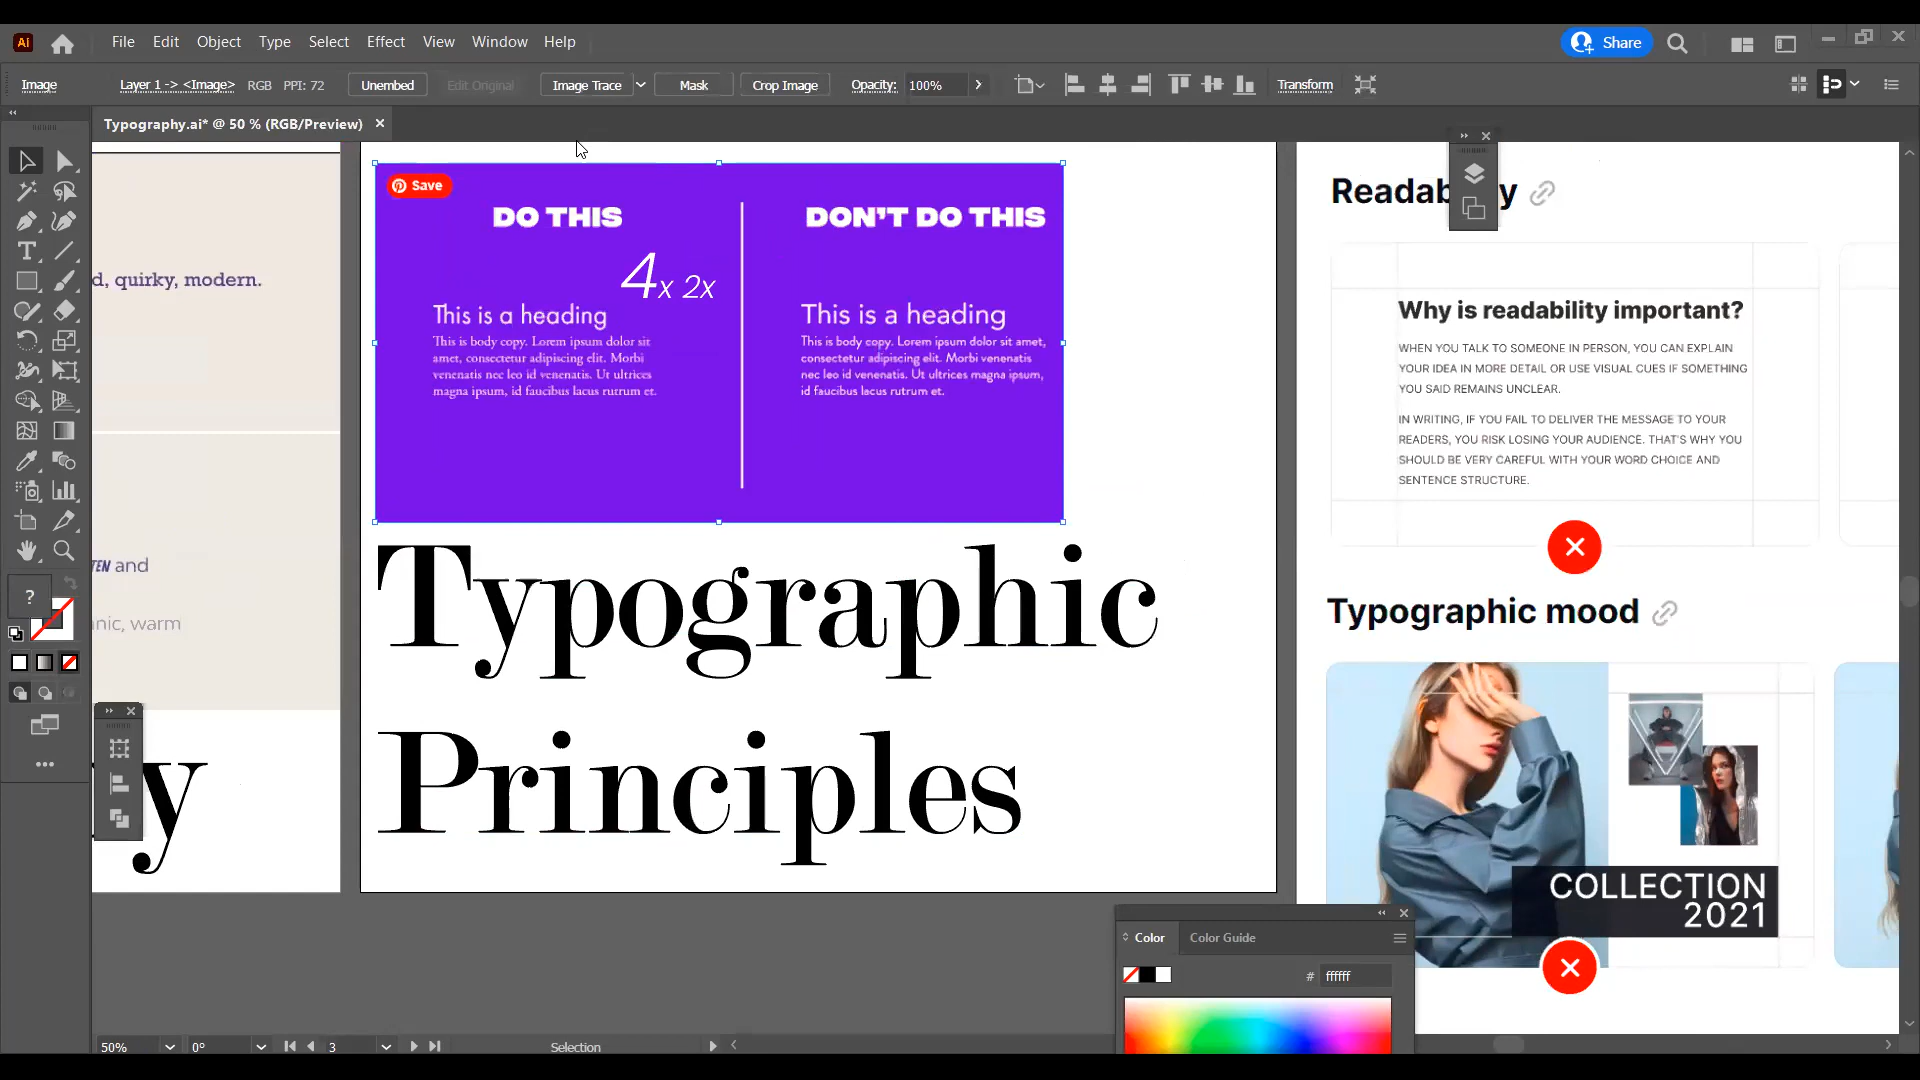 Ai
File Edit Object Type Select Effect View Window Help
Share
Image
Layer 1 -> <Image>
RGB
PPI: 72
Unembed
Edit Original
Image Trace
Mask
Crop Image
Opacity:
100%
Transform
Typography.ai* @ 50 % (RGB/Preview)
d, quirky, modern.
TEN and
nic, warm
y
Save
DO THIS
4x 2x
This is a heading
This is body copy. Lorem ipsum dolor sit
amet, consectetur adipiscing elit. Morbi
venenatis nec leo id venenatis. Ut ultrices
magna ipsum, id faucibus lacus rutrum et.
DON'T DO THIS
This is a heading
This is body copy. Lorem ipsum dolor sit amet,
consectetur adipiscing elit. Morbi venenatis
nec leo id venenatis. Ut ultrices magna ipsum,
id faucibus lacus rutrum et.
Typographic
Principles
Readab y
Why is readability important?
WHEN YOU TALK TO SOMEONE IN PERSON, YOU CAN EXPLAIN
YOUR IDEA IN MORE DETAIL OR USE VISUAL CUES IF SOMETHING
YOU SAID REMAINS UNCLEAR.
IN WRITING, IF YOU FAIL TO DELIVER THE MESSAGE TO YOUR
READERS, YOU RISK LOSING YOUR AUDIENCE. THAT'S WHY YOU
SHOULD BE VERY CAREFUL WITH YOUR WORD CHOICE AND
SENTENCE STRUCTURE.
Typographic mood
COLLECTION
2021
?
Color
Color Guide
# ffffff
50%
0°
3
Selection